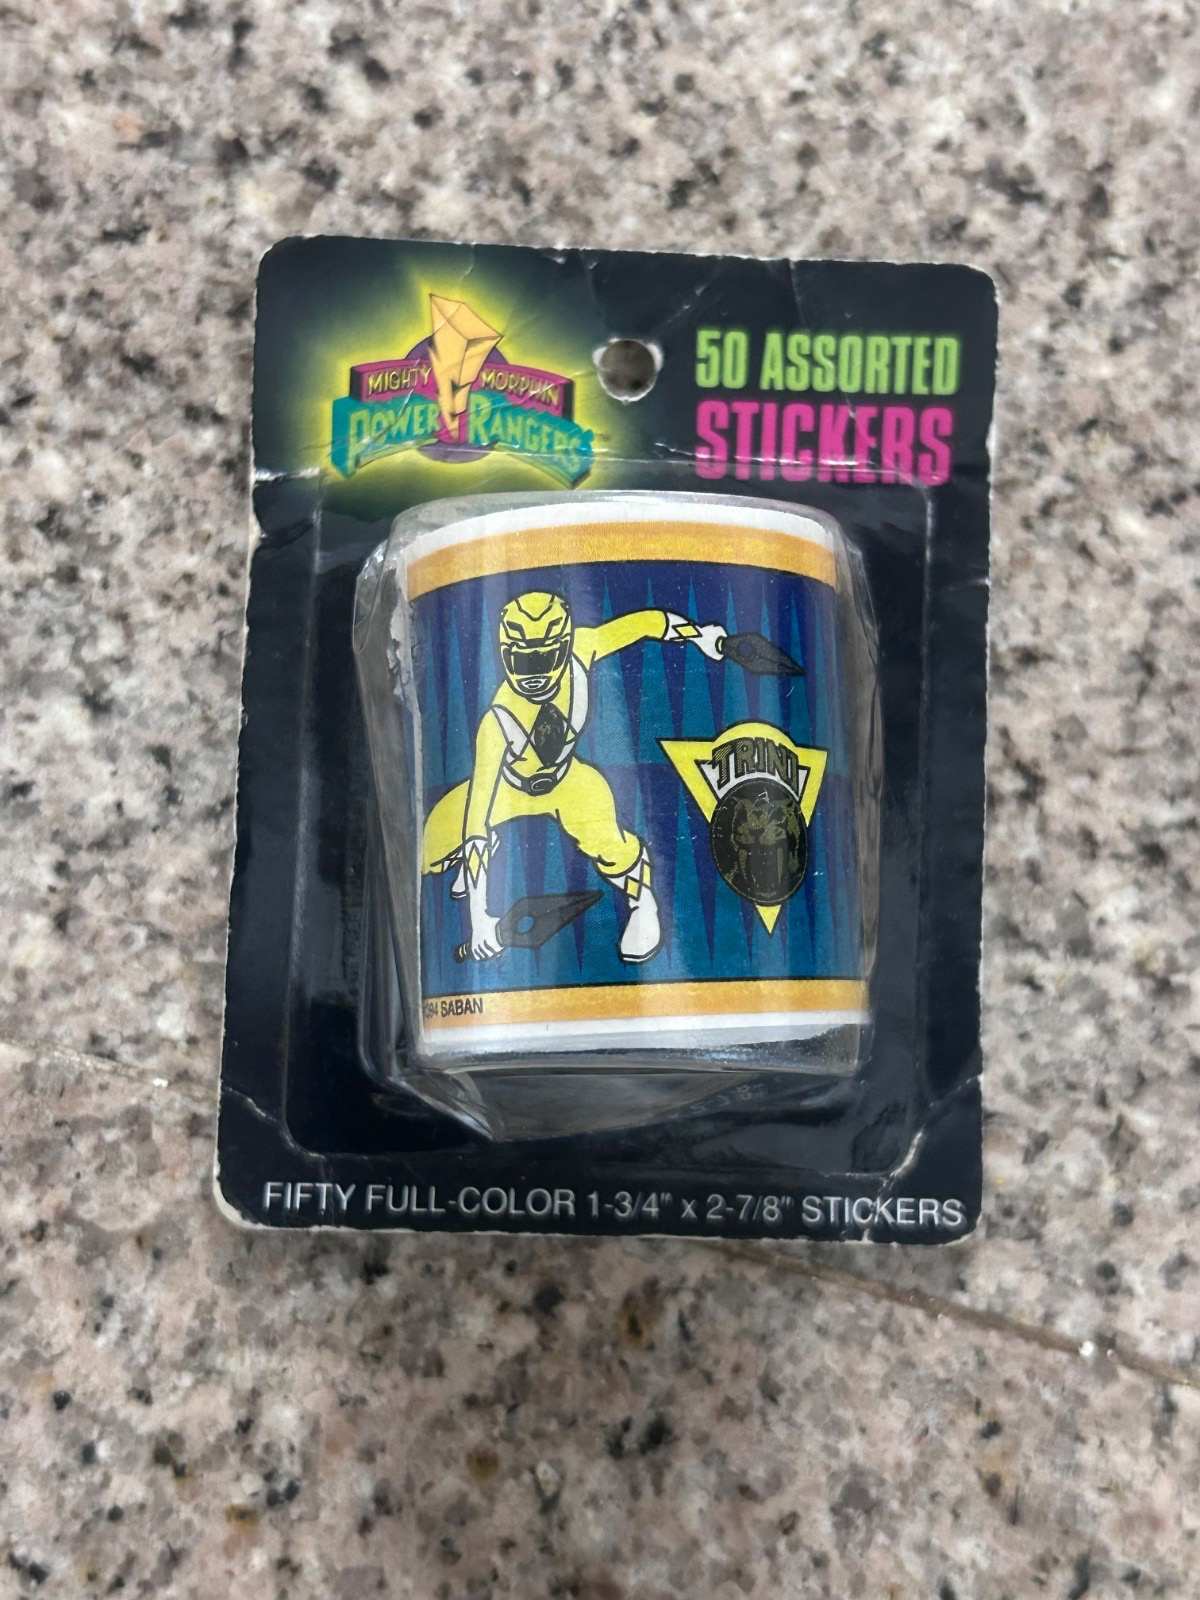 MIGHTY MORPHIN
POWER RANGERS
50 ASSORTED
STICKERS
TRINI
SABAN
FIFTY FULL-COLOR 1-3/4" x 2-7/8" STICKERS